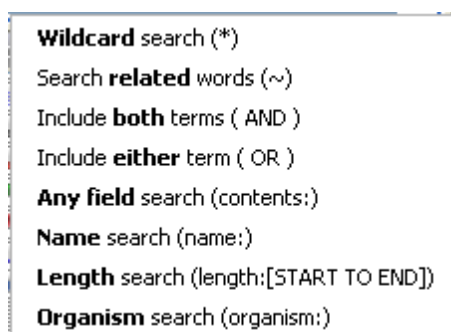 Wildcard search (*)
Search related words (~)
Include both terms ( AND )
Include either term ( OR )
Any field search (contents:)
Name search (name:)
Length search (length:[START TO END])
Organism search (organism:)